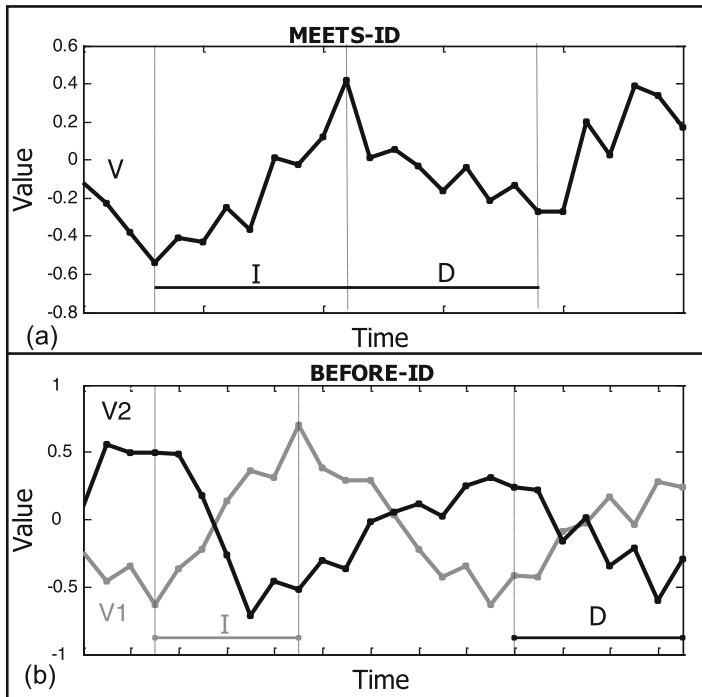 MEETS-ID
0.6
0.4
0.2
0
-0.2
-0.4
-0.6
-0.8
Value
V
I
D
(a)
Time
BEFORE-ID
1
0.5
0
-0.5
-1
Value
V2
V1
I
D
(b)
Time